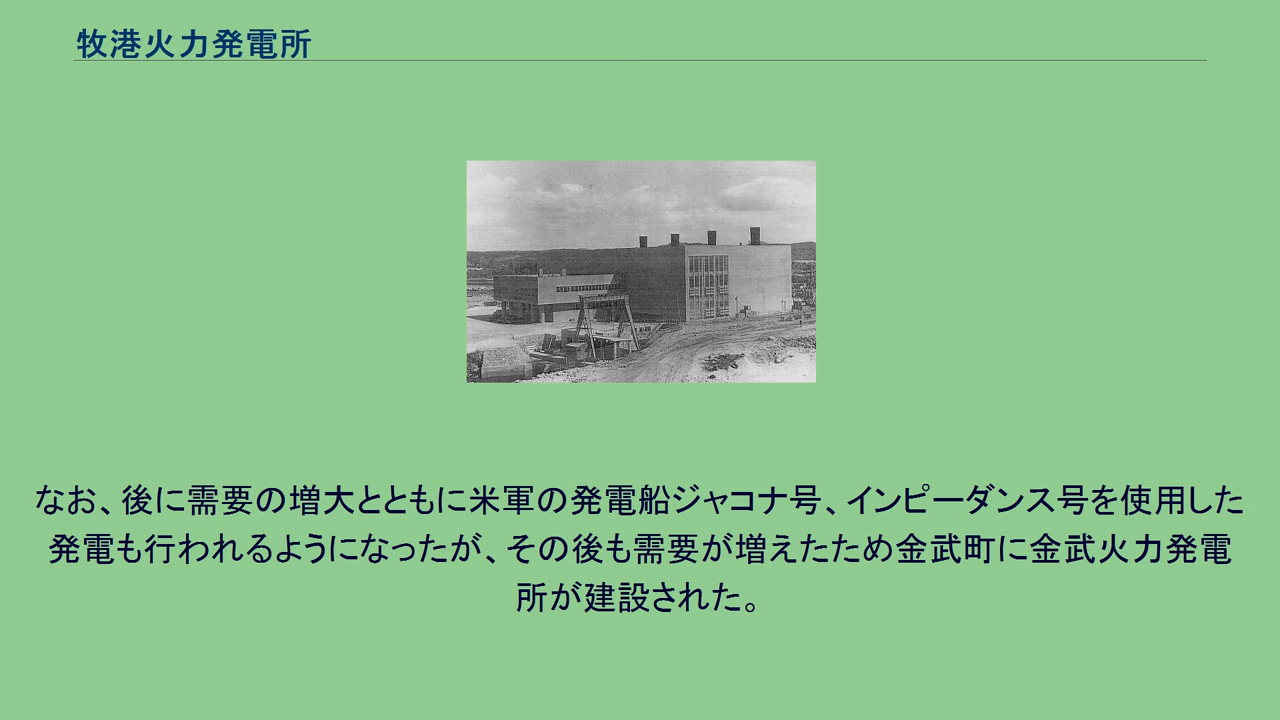 牧港火力発電所
なお、後に需要の増大とともに米軍の発電船ジャコナ号、インピーダンス号を使用した
発電も行われるようになったが、その後も需要が増えたため金武町に金武火力発電
所が建設された。